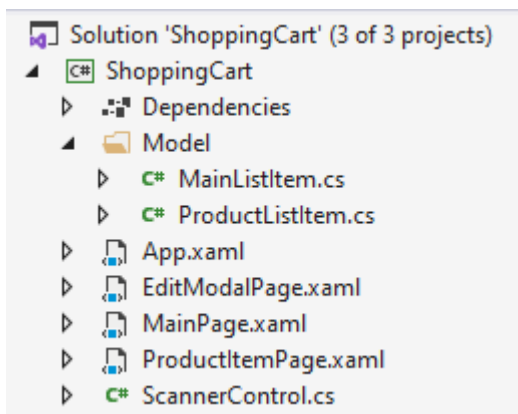 Solution 'ShoppingCart' (3 of 3 projects)
C# ShoppingCart
Dependencies
Model
C# MainListItem.cs
C# ProductListItem.cs
App.xaml
EditModalPage.xaml
MainPage.xaml
ProductItemPage.xaml
C# ScannerControl.cs